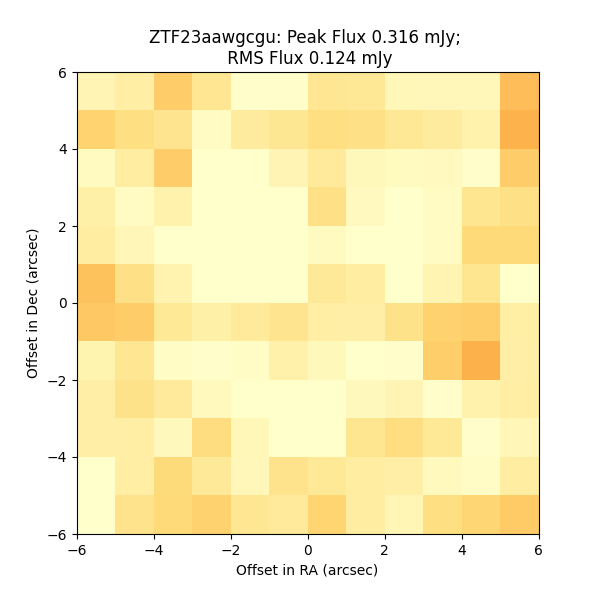 ZTF23aawgcgu: Peak Flux 0.316 mJy;
RMS Flux 0.124 mJy
6
4
2
0
−2
−4
−6
Offset in Dec (arcsec)
−6 −4 −2 0 2 4 6
Offset in RA (arcsec)